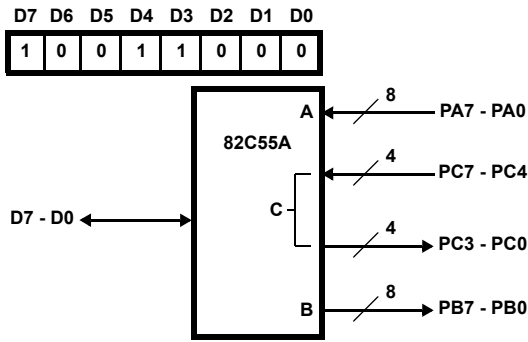 D7 D6 D5 D4 D3 D2 D1 D0
1 0 0 1 1 0 0 0
A 8 PA7 - PA0
82C55A
4 PC7 - PC4
C
D7 - D0
4 PC3 - PC0
B 8 PB7 - PB0